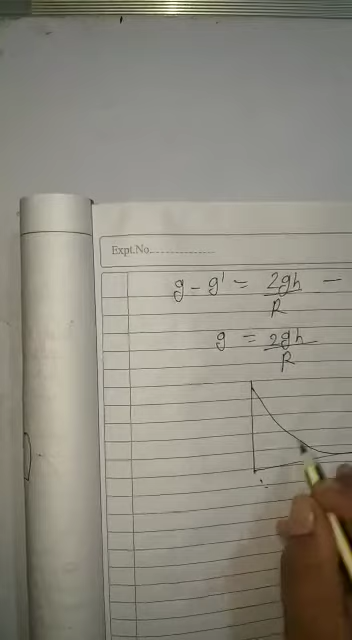 Expt.No....................
g - g' = 2gh/R -
g = 2gh/R